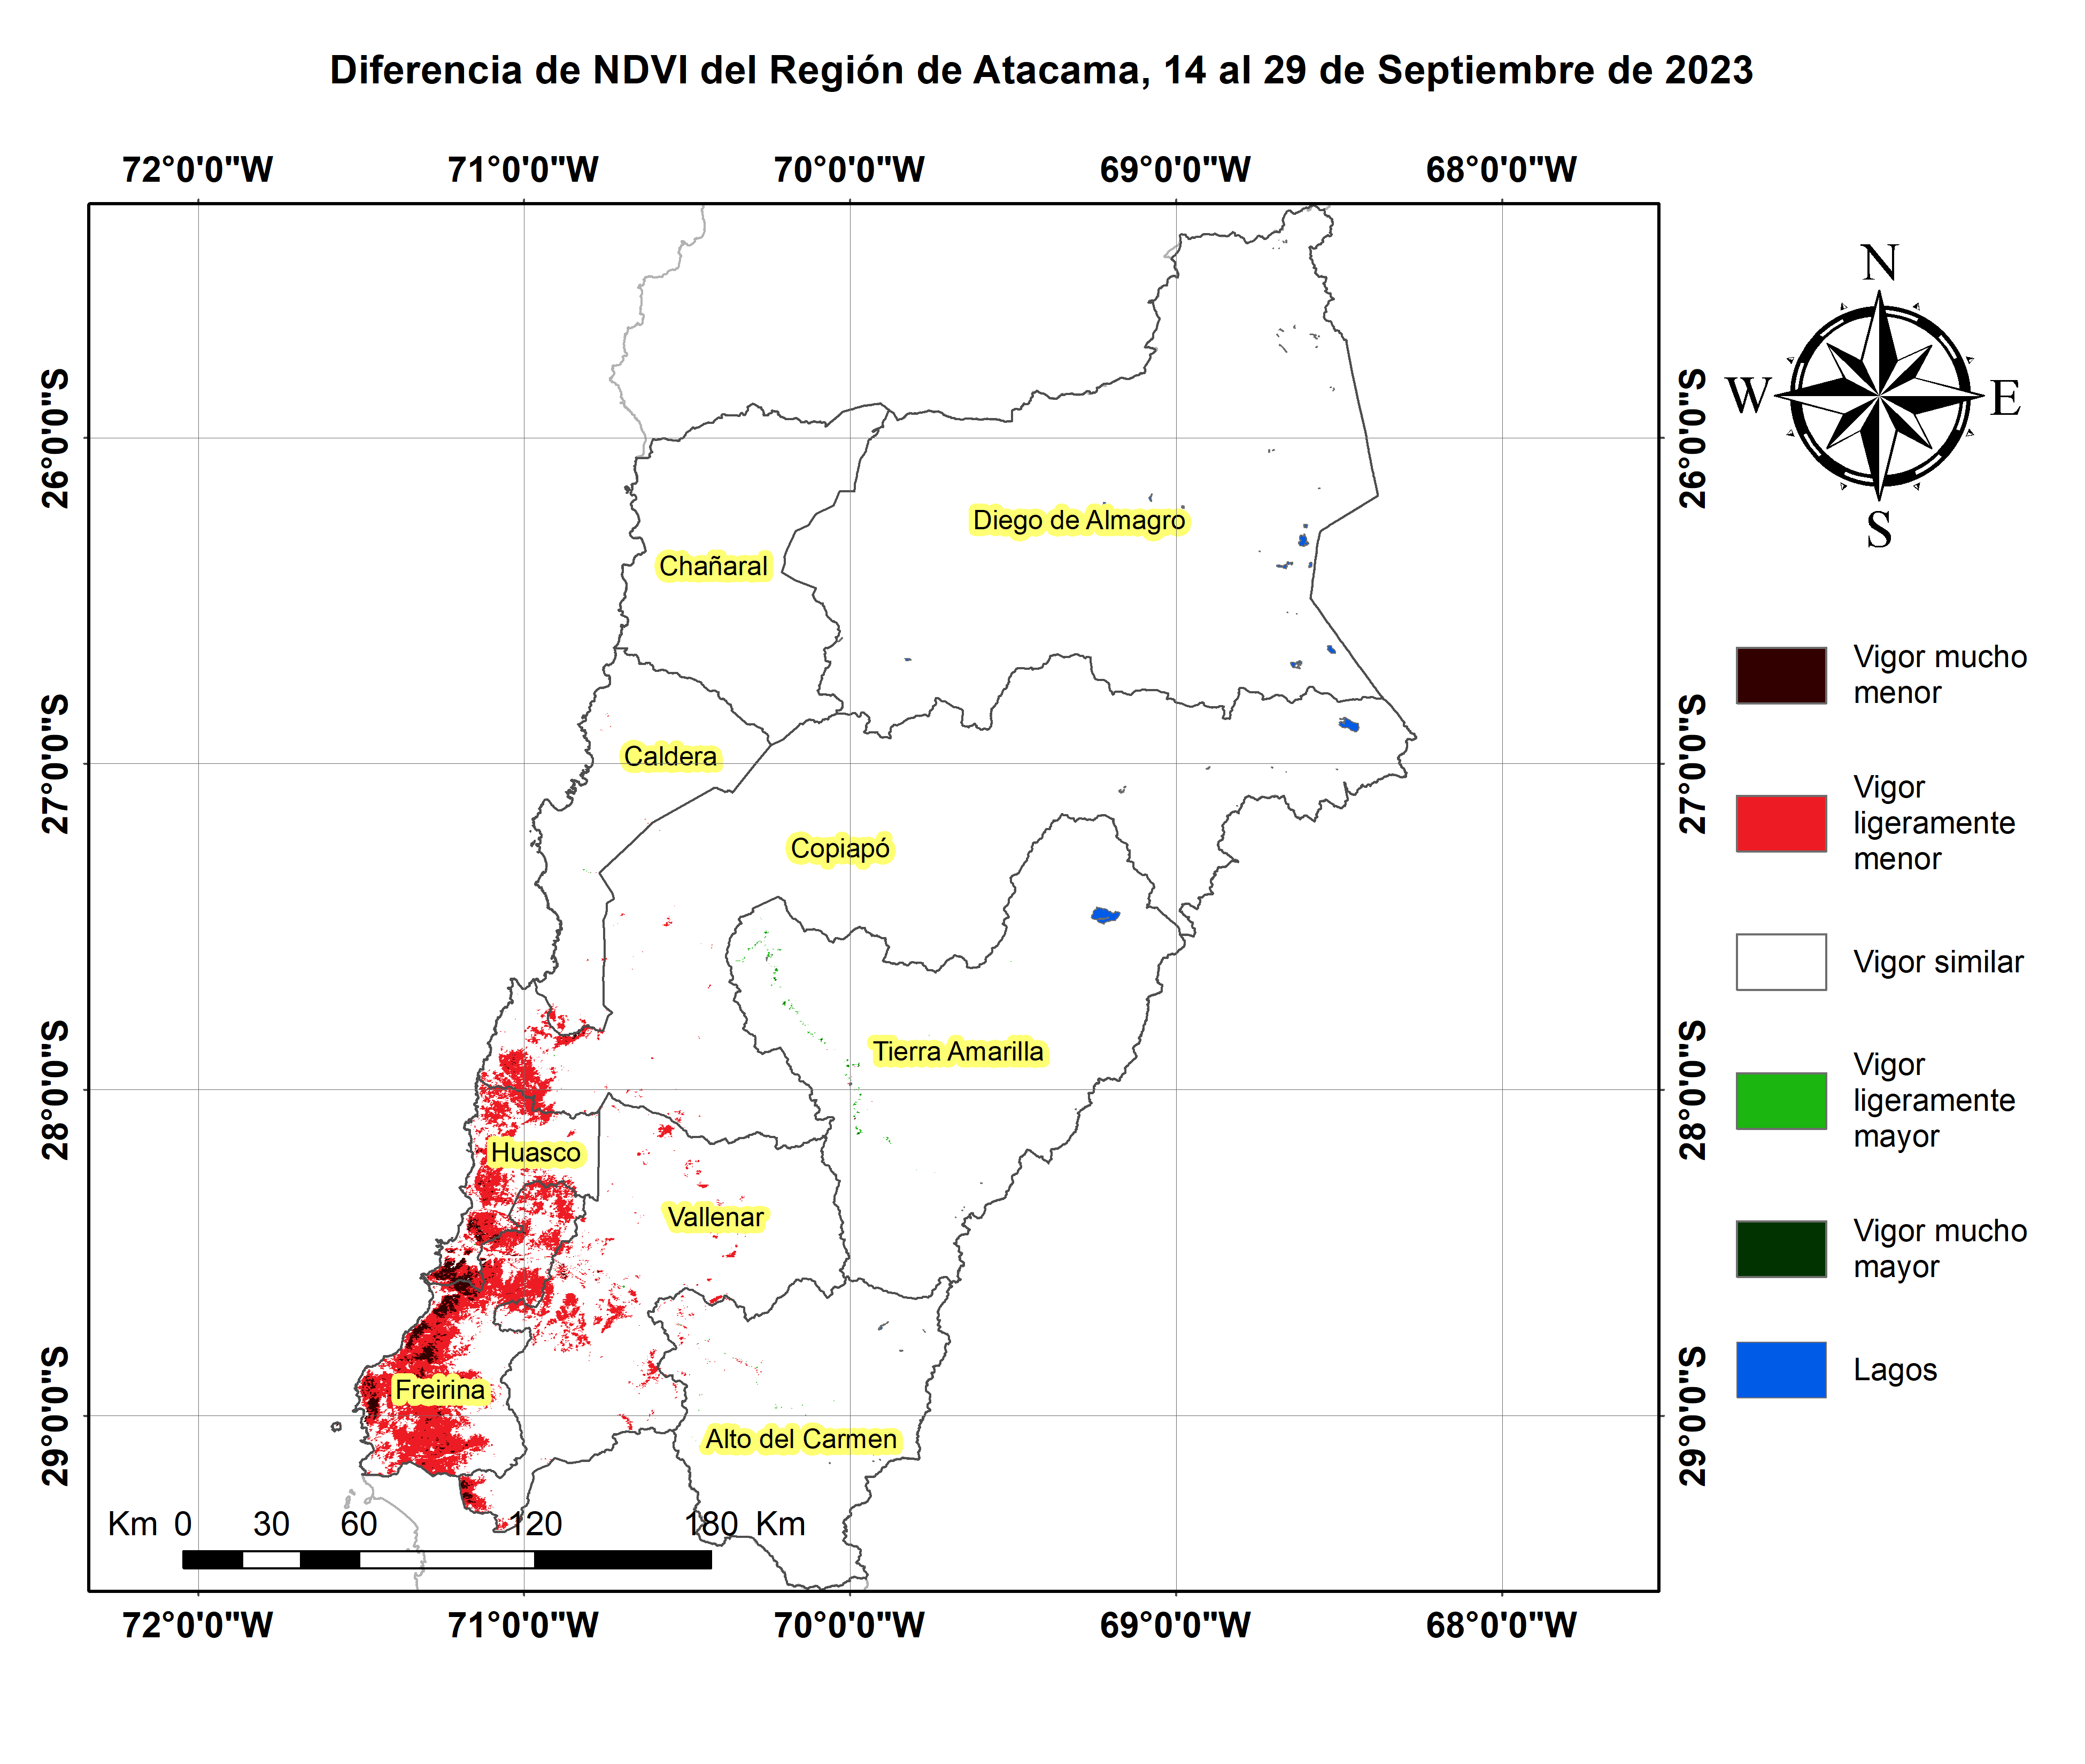 Diferencia de NDVI del Región de Atacama, 14 al 29 de Septiembre de 2023
72°0'0"W 71°0'0"W 70°0'0"W 69°0'0"W 68°0'0"W
N
W E
S
26°0'0"S 26°0'0"S
27°0'0"S 27°0'0"S
28°0'0"S 28°0'0"S
29°0'0"S 29°0'0"S
Diego de Almagro
Chañaral
Caldera
Copiapó
Tierra Amarilla
Huasco
Vallenar
Freirina
Alto del Carmen
Km 0 30 60 120 180 Km
72°0'0"W 71°0'0"W 70°0'0"W 69°0'0"W 68°0'0"W
Vigor mucho
menor
Vigor
ligeramente
menor
Vigor similar
Vigor
ligeramente
mayor
Vigor mucho
mayor
Lagos